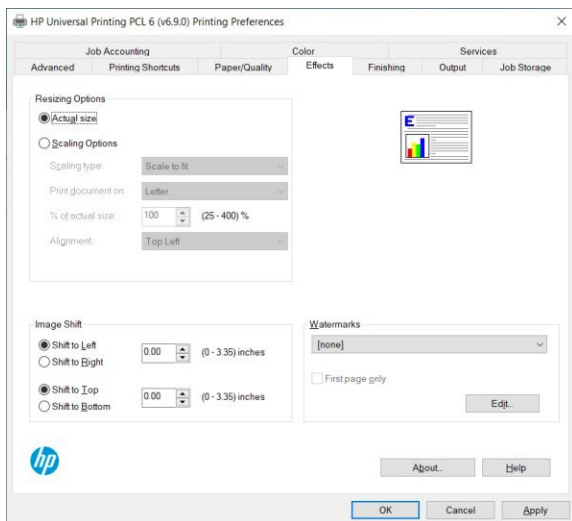 HP Universal Printing PCL 6 (v6.9.0) Printing Preferences
Job Accounting Color Services
Advanced Printing Shortcuts Paper/Quality Effects Finishing Output Job Storage
Resizing Options
Actual size
Scaling Options
Scaling type: Scale to fit
Print document on: Letter
% of actual size: 100 (25 - 400) %
Alignment: Top Left
E
Image Shift
Shift to Left
Shift to Right
0.00 (0 - 3.35) inches
Shift to Top
Shift to Bottom
0.00 (0 - 3.35) inches
Watermarks
[none]
First page only
Edit...
hp
About... Help
OK Cancel Apply